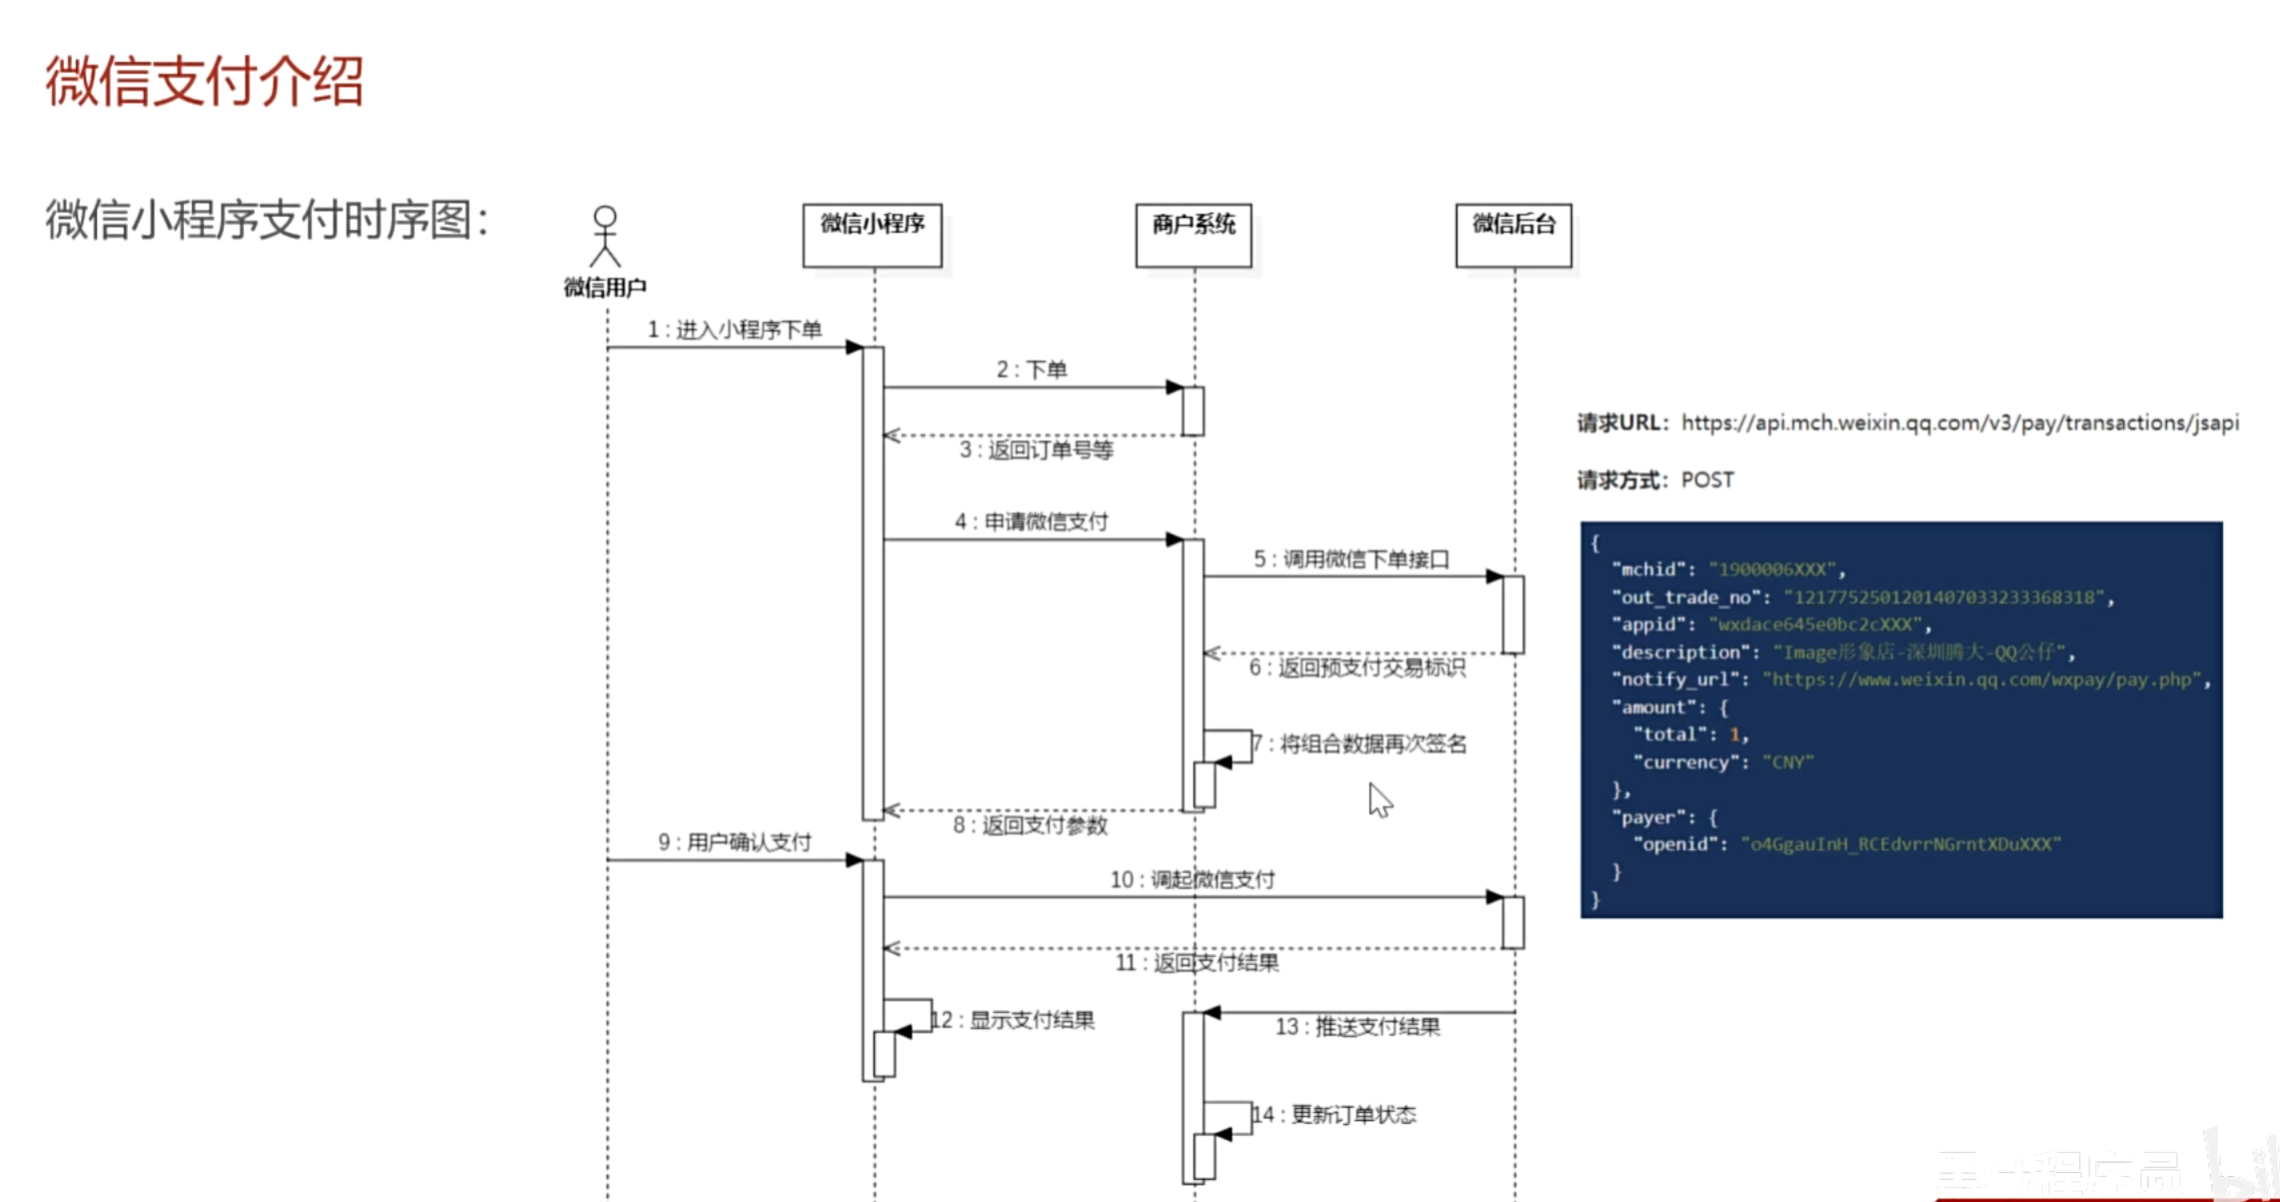 微信支付介绍
微信小程序支付时序图：
微信用户
微信小程序
商户系统
微信后台
1 : 进入小程序下单
2 : 下单
3 : 返回订单号等
4 : 申请微信支付
5 : 调用微信下单接口
6 : 返回预支付交易标识
7 : 将组合数据再次签名
8 : 返回支付参数
9 : 用户确认支付
10 : 调起微信支付
11 : 返回支付结果
12 : 显示支付结果
13 : 推送支付结果
14 : 更新订单状态
请求URL：https://api.mch.weixin.qq.com/v3/pay/transactions/jsapi
请求方式：POST
{
"mchid": "1900006XXX",
"out_trade_no": "1217752501201407033233368318",
"appid": "wxdace645e0bc2cXXX",
"description": "Image形象店-深圳腾大-QQ公仔",
"notify_url": "https://www.weixin.qq.com/wxpay/pay.php",
"amount": {
"total": 1,
"currency": "CNY"
},
"payer": {
"openid": "o4GgauInH_RCEdvrrNGrntXDuXXX"
}
}